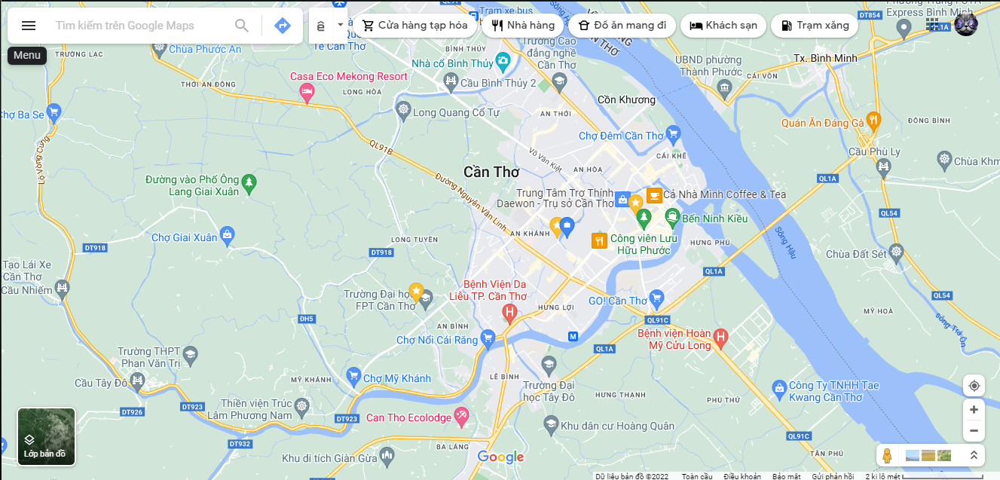 Tìm kiếm trên Google Maps
ê
Cửa hàng tạp hóa
Nhà hàng
Đồ ăn mang đi
Khách sạn
Trạm xăng
Menu
DT854
Express Bình Minh
QL1A
TRƯỜNG LẠC
Chùa Phước An
Tế Cần Thơ
BÌNH THỦY
Trường Cao
đẳng nghề
Cần Thơ
Nhà cổ Bình Thủy
Cầu Bình Thủy 2
UBND phường
Thành Phước
CÁI VỒN
Tx. Bình Minh
Casa Eco Mekong Resort
THỚI AN ĐÔNG
LONG HÒA
Long Quang Cổ Tự
Cồn Khương
AN THỚI
Chợ Ba Se
Quán Ăn Đáng Gà
ĐÔNG BÌNH
Chợ Đêm Cần Thơ
CÁI KHẾ
Cầu Phù Ly
Lộ Vòng Cung
QL91B
Võ Văn Kiệt
AN HÒA
Cần Thơ
Đường Nguyễn Văn Linh
Đường vào Phố Ông
Lang Giai Xuân
Trung Tâm Trợ Thính
Daewon - Trụ sở Cần Thơ
Cả Nhà Mình Coffee & Tea
QL1A
QL54
Bến Ninh Kiều
Chợ Giai Xuân
LONG TUYỀN
AN KHÁNH
Công viên Lưu
Hữu Phước
HƯNG PHÚ
Sông Hậu
DT918
DT918
Chùa Đất Sét
Tạo Lái Xe
Cần Thơ
Cầu Nhiếm
QL1A
Trường Đại học
FPT Cần Thơ
Bệnh Viện Da
Liễu TP. Cần Thơ
GO! Cần Thơ
QL54
HƯNG LỢI
MỸ HOÀ
ĐH5
QL91C
sông Trà Ôn
AN BÌNH
Chợ Nổi Cái Răng
M
QL1A
Bệnh viện Hoàn
Mỹ Cửu Long
Trường THPT
Phan Văn Trị
Cầu Tây Đô
MỸ KHÁNH
Chợ Mỹ Khánh
LÊ BÌNH
Trường Đại
học Tây Đô
HƯNG THẠNH
PHÚ THỨ
Công Ty TNHH Tae
Kwang Cần Thơ
DT926
DT923
Thiền viện Trúc
Lâm Phương Nam
DT923
Can Tho Ecolodge
Khu dân cư Hoàng Quân
QL91C
DT932
BA LÁNG
TÂN PHÚ
Khu di tích Giàn Gừa
Lớp bản đồ
Google
Dữ liệu bản đồ ©2022
Toàn cầu
Điều khoản
Bảo mật
Gửi phản hồi
2 ki lô mét